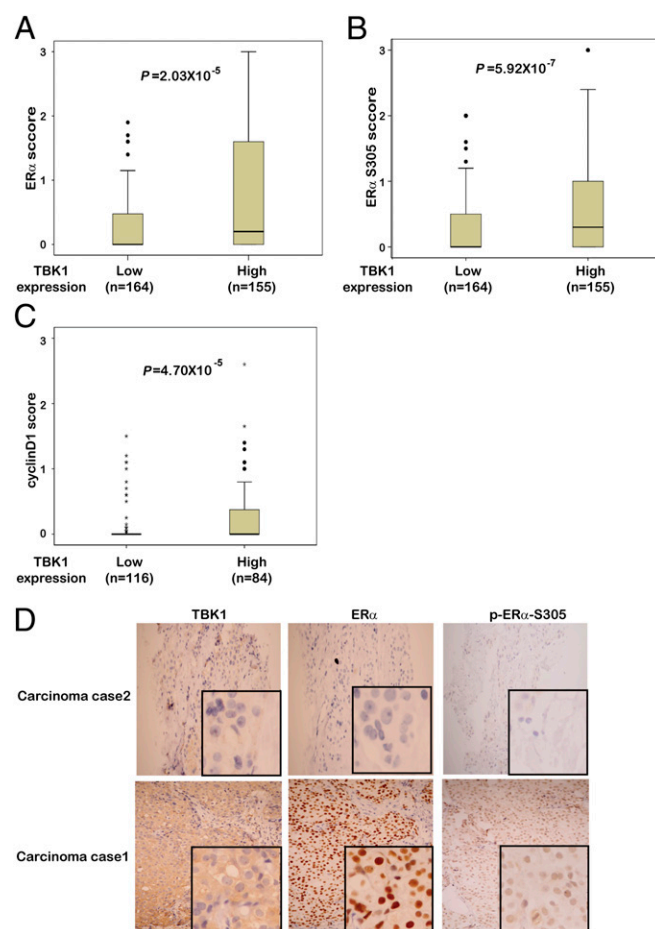 A
3
2
1
0
ERα sccore
P=2.03X10-5
TBK1 expression
Low (n=164)
High (n=155)
B
3
2
1
0
ERα S305 sccore
P=5.92X10-7
TBK1 expression
Low (n=164)
High (n=155)
C
3
2
1
0
cyclinD1 score
P=4.70X10-5
TBK1 expression
Low (n=116)
High (n=84)
D
TBK1
ERα
p-ERα-S305
Carcinoma case2
Carcinoma case1